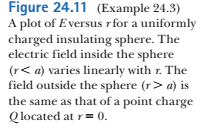 Figure 24.11 (Example 24.3)
A plot of E versus r for a uniformly
charged insulating sphere. The
electric field inside the sphere
(r < a) varies linearly with r. The
field outside the sphere (r > a) is
the same as that of a point charge
Q located at r = 0.